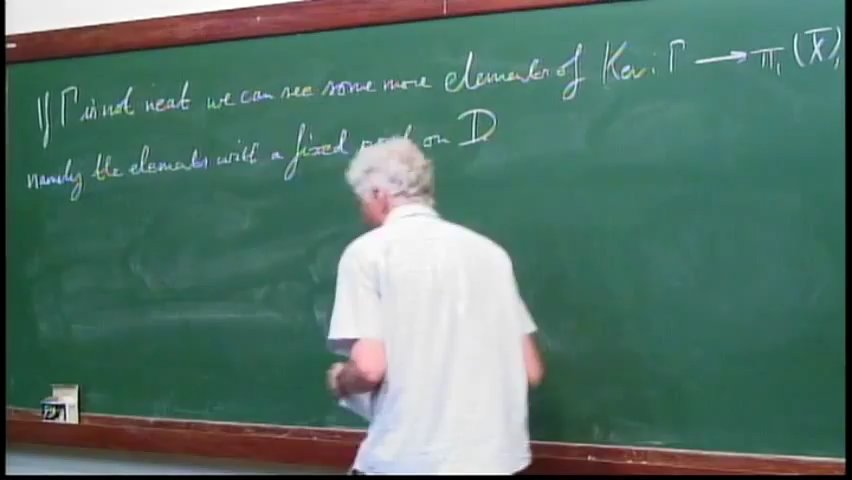 If Γ is not neat we can see some more elements of Ker: Γ → π₁(X̄),
namely the elements with a fixed on D